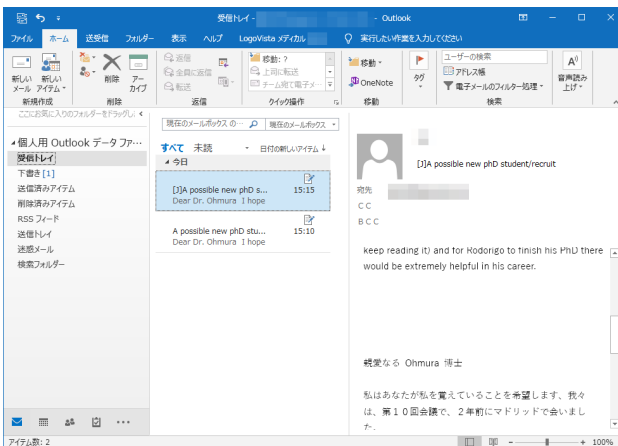 受信トレイ - - Outlook
ファイル ホーム 送受信 フォルダー 表示 ヘルプ LogoVista メディカル 実行したい作業を入力してください
新しい メール
新しい アイテム
削除
アーカイブ
返信
全員に返信
転送
移動: ?
上司に転送
チーム宛て電子メ…
移動
OneNote
タグ
ユーザーの検索
アドレス帳
電子メールのフィルター処理
音声読み上げ
新規作成 削除 返信 クイック操作 移動 検索
ここにお気に入りのフォルダーをドラッグし
個人用 Outlook データ ファ…
受信トレイ
下書き [1]
送信済みアイテム
削除済みアイテム
RSS フィード
送信トレイ
迷惑メール
検索フォルダー
現在のメールボックス の… 現在のメールボックス
すべて 未読 日付の新しいアイテム ↓
今日
[J]A possible new phD s... 15:15
Dear Dr. Ohmura I hope
A possible new phD stu... 15:10
Dear Dr. Ohmura I hope
[J]A possible new phD student/recruit
宛先
CC
BCC
keep reading it) and for Rodorigo to finish his PhD there
would be extremely helpful in his career.
親愛なる Ohmura 博士
私はあなたが私を覚えていることを希望します、我々
は、第10回会議で、2年前にマドリッドで会いまし
た。
アイテム数: 2
100%